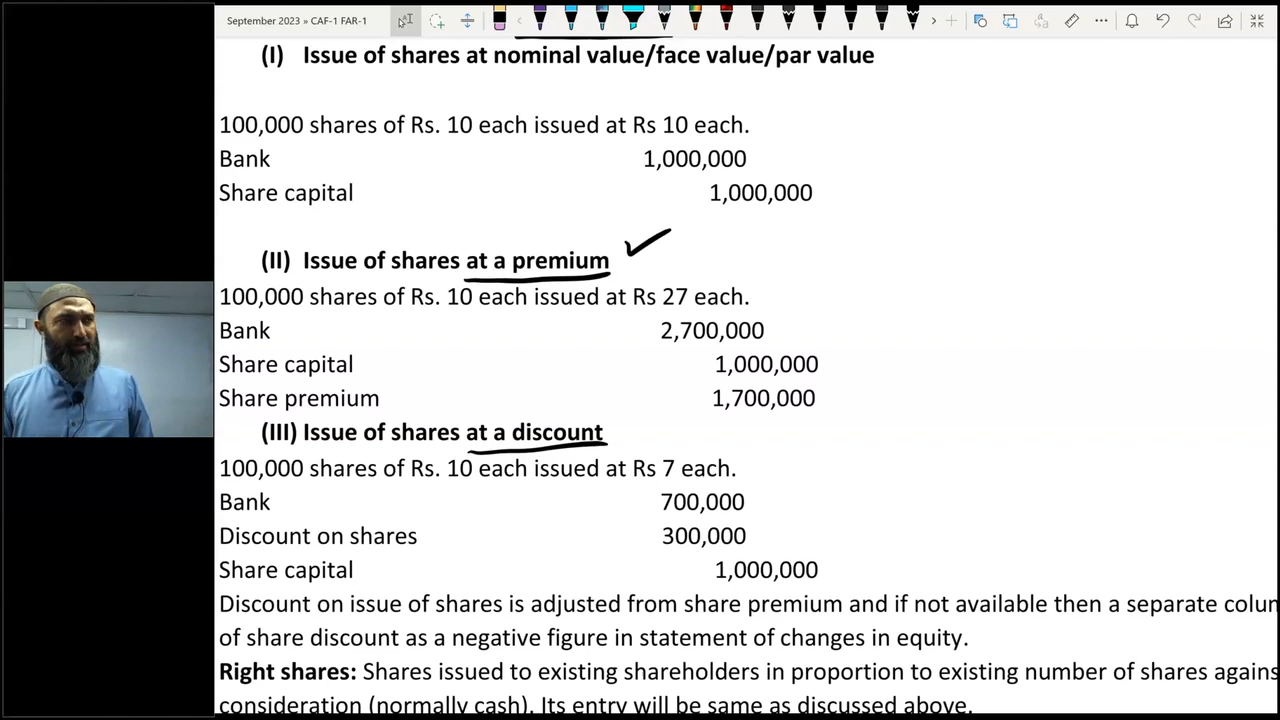 September 2023 » CAF-1 FAR-1
(I) Issue of shares at nominal value/face value/par value
100,000 shares of Rs. 10 each issued at Rs 10 each.
Bank 1,000,000
Share capital 1,000,000
(II) Issue of shares at a premium
100,000 shares of Rs. 10 each issued at Rs 27 each.
Bank 2,700,000
Share capital 1,000,000
Share premium 1,700,000
(III) Issue of shares at a discount
100,000 shares of Rs. 10 each issued at Rs 7 each.
Bank 700,000
Discount on shares 300,000
Share capital 1,000,000
Discount on issue of shares is adjusted from share premium and if not available then a separate colum
of share discount as a negative figure in statement of changes in equity.
Right shares: Shares issued to existing shareholders in proportion to existing number of shares agains
consideration (normally cash). Its entry will be same as discussed above.